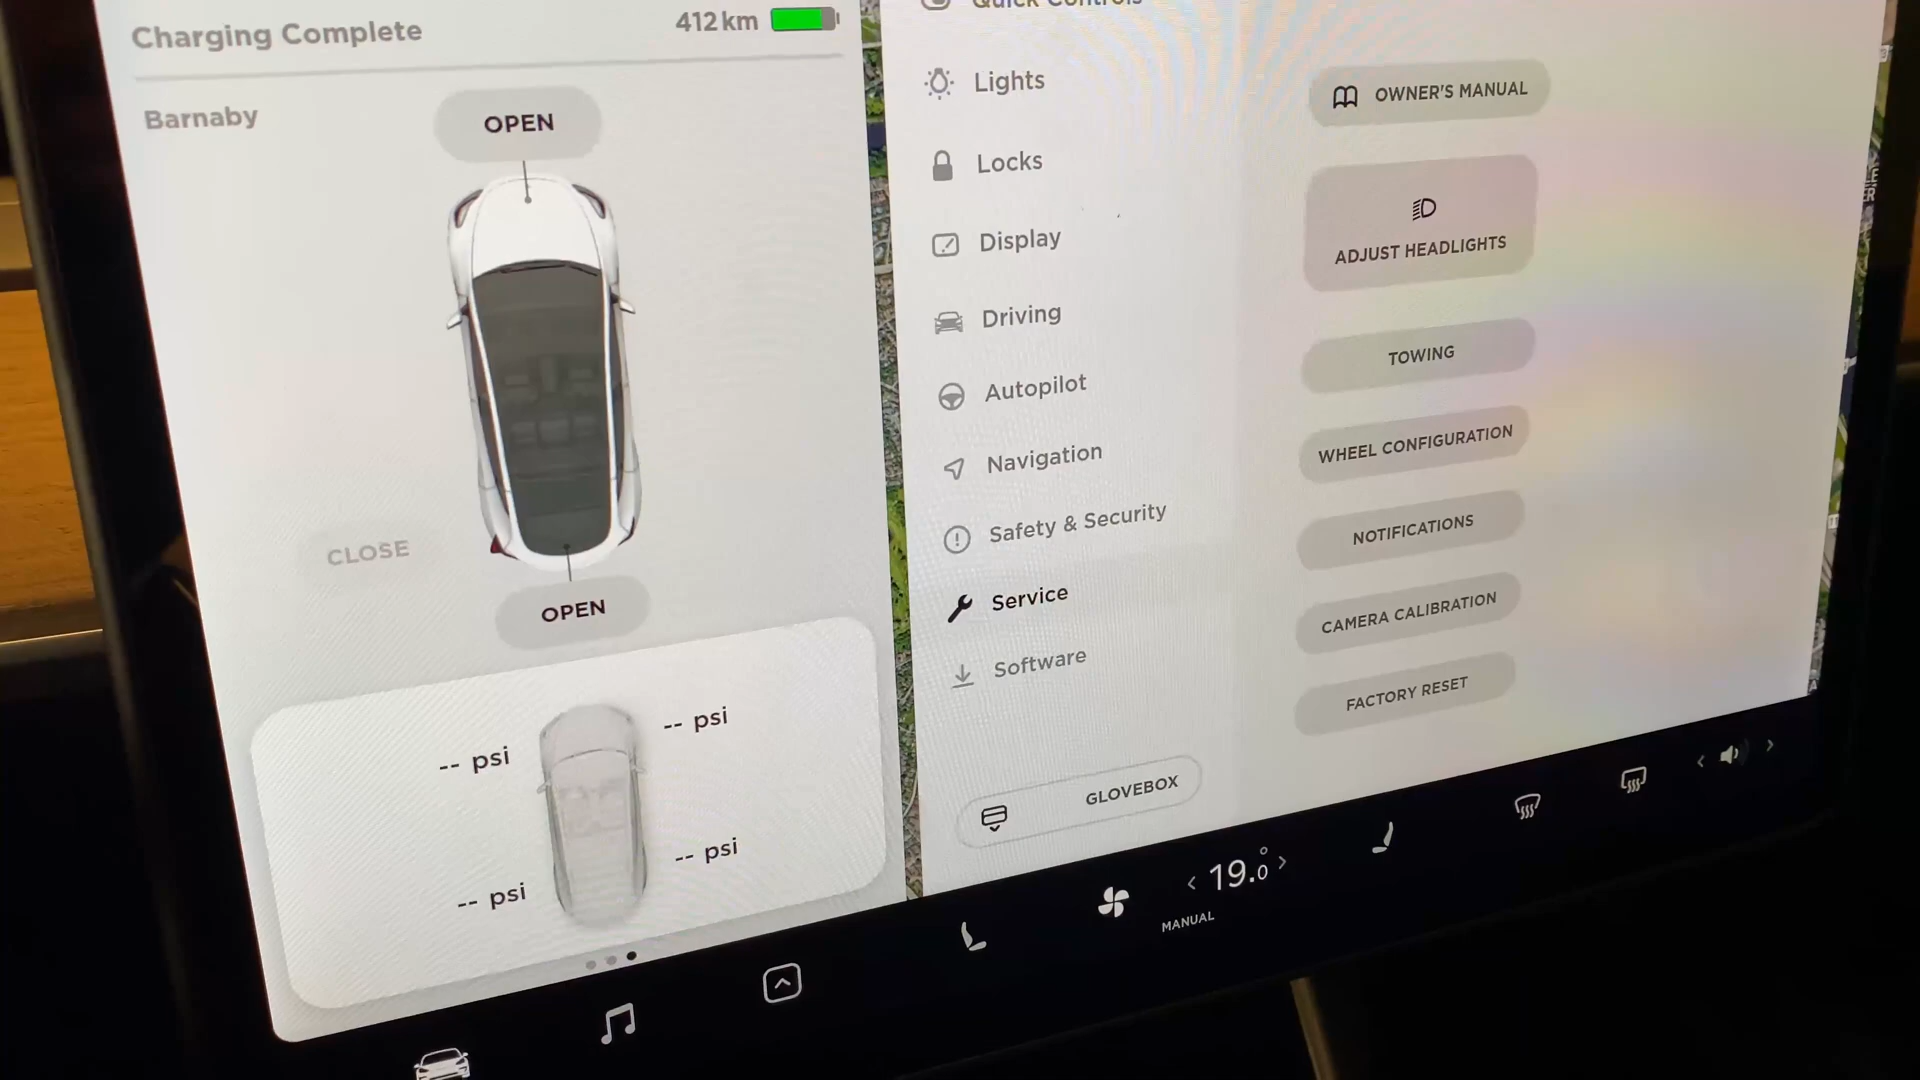 Charging Complete
412 km
Barnaby
OPEN
CLOSE
OPEN
-- psi
-- psi
-- psi
-- psi
Quick Controls
Lights
Locks
Display
Driving
Autopilot
Navigation
Safety & Security
Service
Software
GLOVEBOX
OWNER'S MANUAL
ADJUST HEADLIGHTS
TOWING
WHEEL CONFIGURATION
NOTIFICATIONS
CAMERA CALIBRATION
FACTORY RESET
< 19.0° >
MANUAL